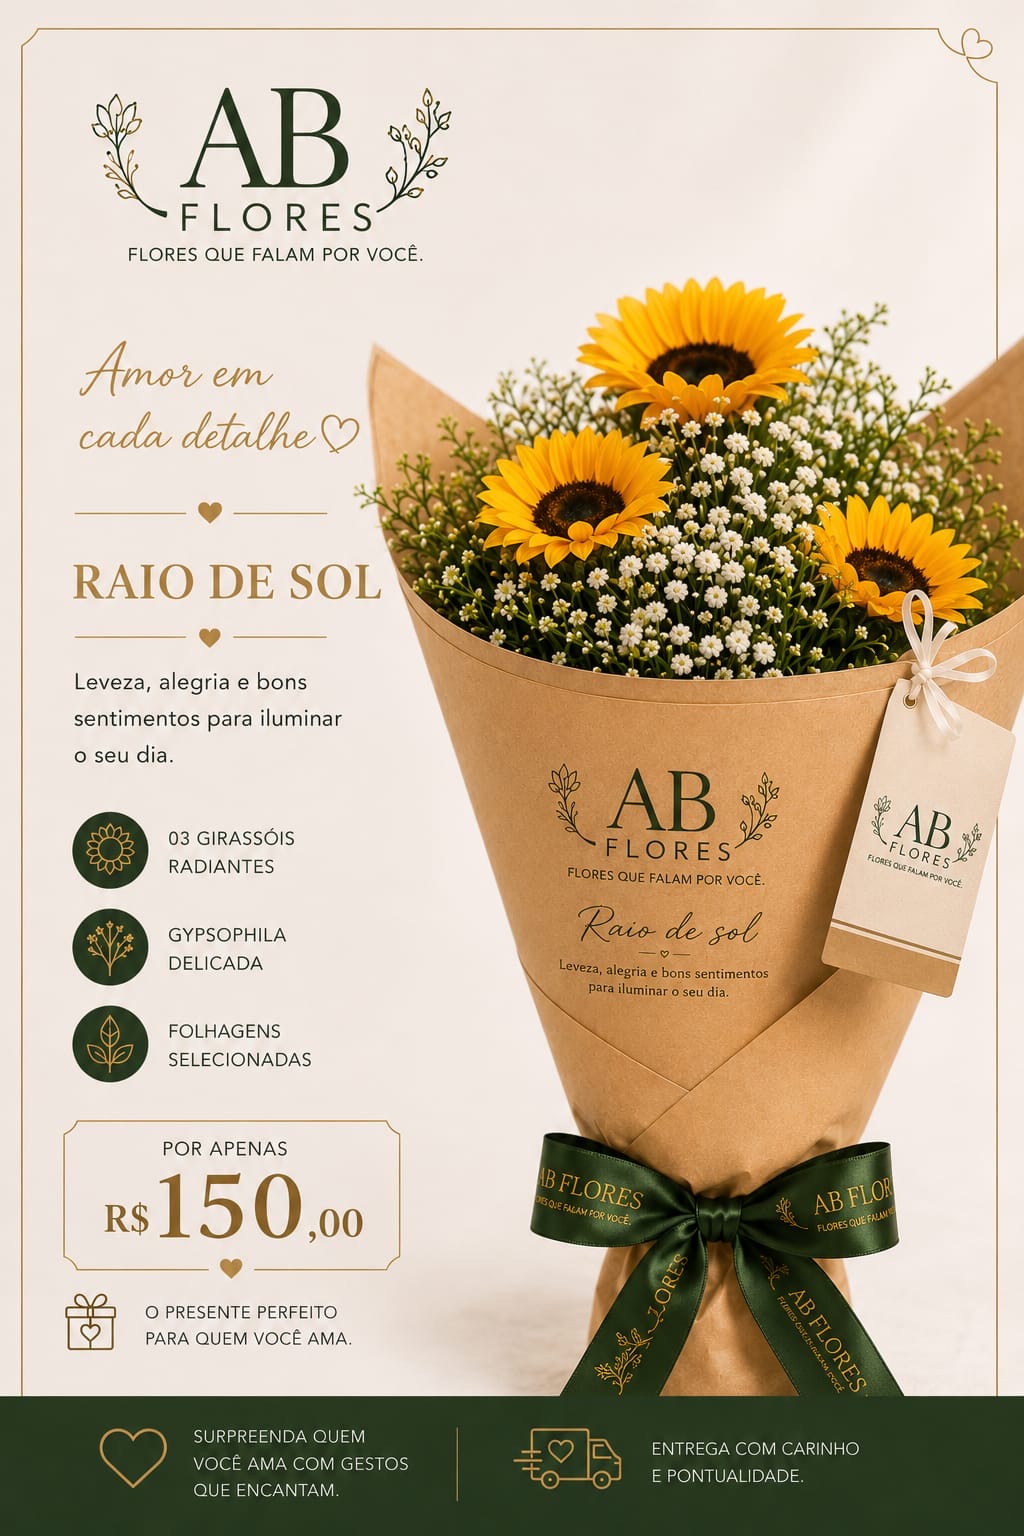 AB
FLORES
FLORES QUE FALAM POR VOCÊ.
Amor em
cada detalhe
RAIO DE SOL
Leveza, alegria e bons
sentimentos para iluminar
o seu dia.
03 GIRASSÓIS
RADIANTES
GYPSOPHILA
DELICADA
FOLHAGENS
SELECIONADAS
POR APENAS
R$150,00
O PRESENTE PERFEITO
PARA QUEM VOCÊ AMA.
AB
FLORES
FLORES QUE FALAM POR VOCÊ.
Raio de sol
Leveza, alegria e bons sentimentos
para iluminar o seu dia.
AB
FLORES
FLORES QUE FALAM POR VOCÊ.
AB FLORES
FLORES QUE FALAM POR VOCÊ.
AB FLOR
FLORES QUE FALAM
LORES
AB FLORES
SURPREENDA QUEM
VOCÊ AMA COM GESTOS
QUE ENCANTAM.
ENTREGA COM CARINHO
E PONTUALIDADE.